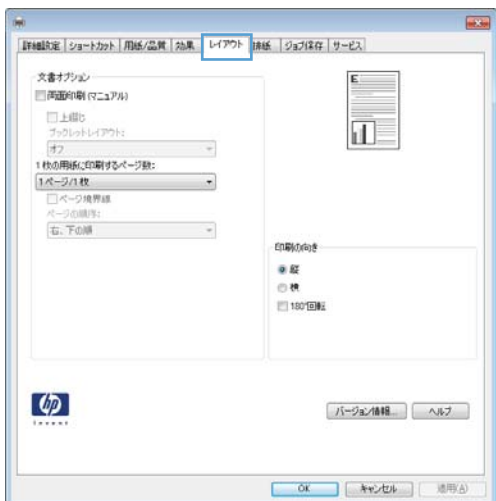 詳細設定 ショートカット 用紙/品質 効果 レイアウト 排紙 ジョブ保存 サービス
文書オプション
両面印刷(マニュアル)
上綴じ
ブックレットレイアウト:
オフ
1 枚の用紙に印刷するページ数:
1 ページ/1 枚
ページ境界線
ページの順序:
右、下の順
E
印刷の向き
縦
横
180°回転
hp
invent
バージョン情報... ヘルプ
OK キャンセル 適用(A)